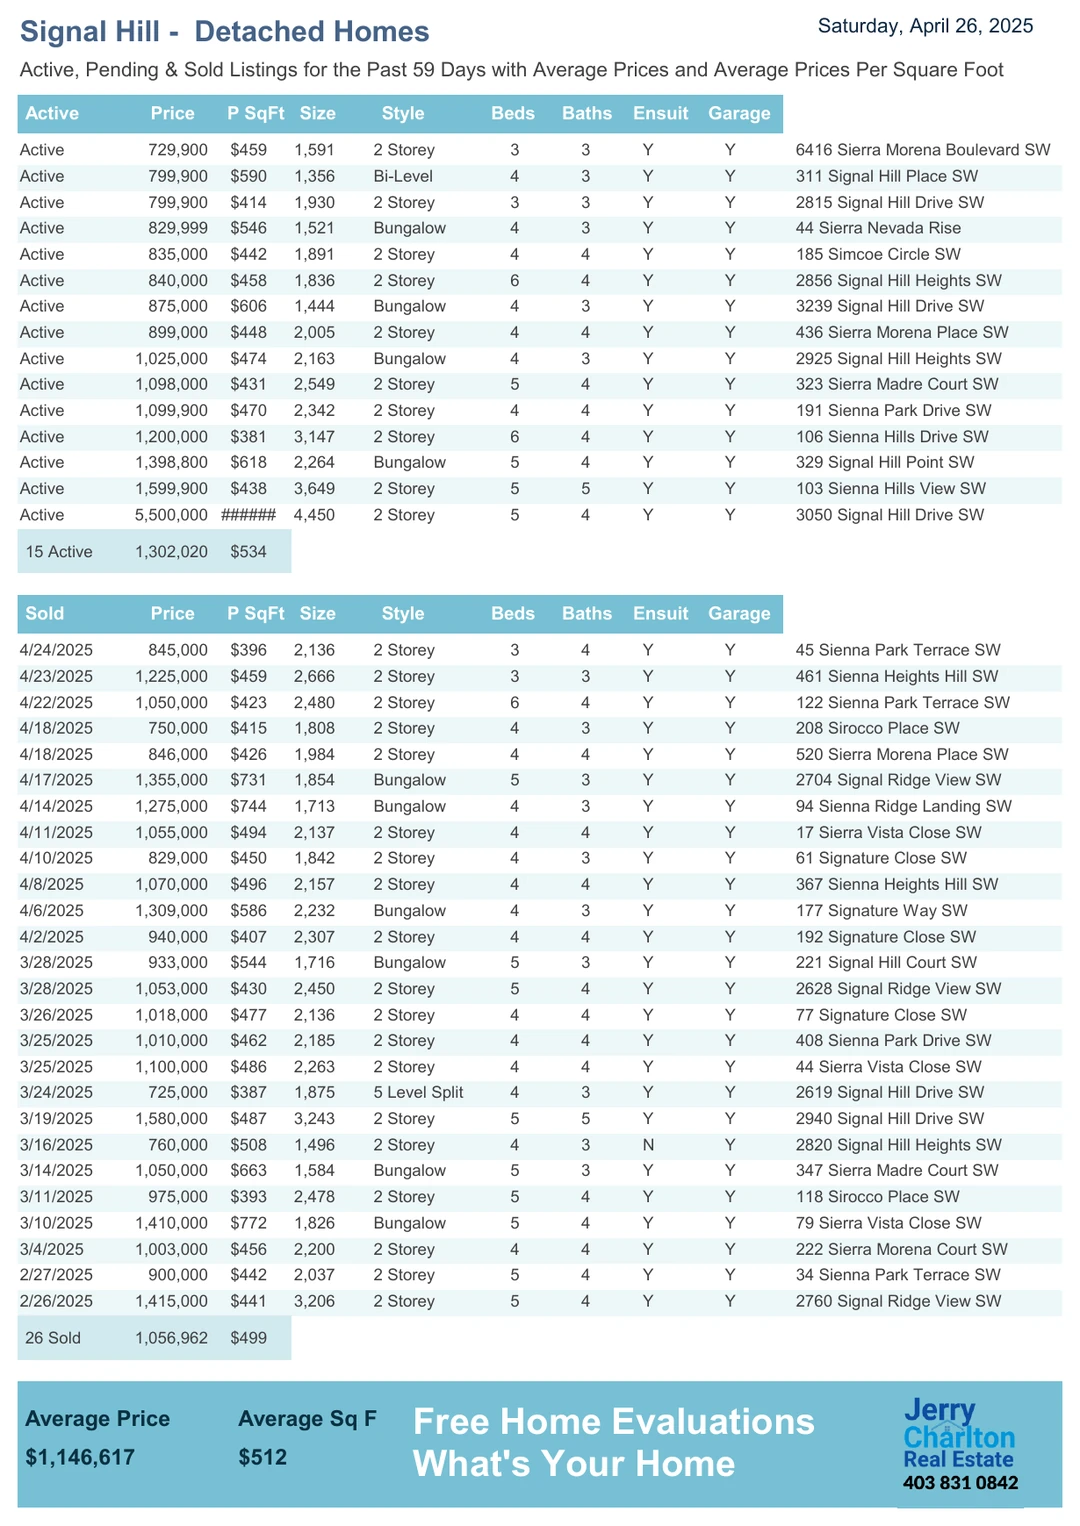 Signal Hill - Detached Homes
Saturday, April 26, 2025
Active, Pending & Sold Listings for the Past 59 Days with Average Prices and Average Prices Per Square Foot
Active Price P SqFt Size Style Beds Baths Ensuit Garage
Active 729,900 $459 1,591 2 Storey 3 3 Y Y 6416 Sierra Morena Boulevard SW
Active 799,900 $590 1,356 Bi-Level 4 3 Y Y 311 Signal Hill Place SW
Active 799,900 $414 1,930 2 Storey 3 3 Y Y 2815 Signal Hill Drive SW
Active 829,999 $546 1,521 Bungalow 4 3 Y Y 44 Sierra Nevada Rise
Active 835,000 $442 1,891 2 Storey 4 4 Y Y 185 Simcoe Circle SW
Active 840,000 $458 1,836 2 Storey 6 4 Y Y 2856 Signal Hill Heights SW
Active 875,000 $606 1,444 Bungalow 4 3 Y Y 3239 Signal Hill Drive SW
Active 899,000 $448 2,005 2 Storey 4 4 Y Y 436 Sierra Morena Place SW
Active 1,025,000 $474 2,163 Bungalow 4 3 Y Y 2925 Signal Hill Heights SW
Active 1,098,000 $431 2,549 2 Storey 5 4 Y Y 323 Sierra Madre Court SW
Active 1,099,900 $470 2,342 2 Storey 4 4 Y Y 191 Sienna Park Drive SW
Active 1,200,000 $381 3,147 2 Storey 6 4 Y Y 106 Sienna Hills Drive SW
Active 1,398,800 $618 2,264 Bungalow 5 4 Y Y 329 Signal Hill Point SW
Active 1,599,900 $438 3,649 2 Storey 5 5 Y Y 103 Sienna Hills View SW
Active 5,500,000 ###### 4,450 2 Storey 5 4 Y Y 3050 Signal Hill Drive SW
15 Active 1,302,020 $534
Sold Price P SqFt Size Style Beds Baths Ensuit Garage
4/24/2025 845,000 $396 2,136 2 Storey 3 4 Y Y 45 Sienna Park Terrace SW
4/23/2025 1,225,000 $459 2,666 2 Storey 3 3 Y Y 461 Sienna Heights Hill SW
4/22/2025 1,050,000 $423 2,480 2 Storey 6 4 Y Y 122 Sienna Park Terrace SW
4/18/2025 750,000 $415 1,808 2 Storey 4 3 Y Y 208 Sirocco Place SW
4/18/2025 846,000 $426 1,984 2 Storey 4 4 Y Y 520 Sierra Morena Place SW
4/17/2025 1,355,000 $731 1,854 Bungalow 5 3 Y Y 2704 Signal Ridge View SW
4/14/2025 1,275,000 $744 1,713 Bungalow 4 3 Y Y 94 Sienna Ridge Landing SW
4/11/2025 1,055,000 $494 2,137 2 Storey 4 4 Y Y 17 Sierra Vista Close SW
4/10/2025 829,000 $450 1,842 2 Storey 4 3 Y Y 61 Signature Close SW
4/8/2025 1,070,000 $496 2,157 2 Storey 4 4 Y Y 367 Sienna Heights Hill SW
4/6/2025 1,309,000 $586 2,232 Bungalow 4 3 Y Y 177 Signature Way SW
4/2/2025 940,000 $407 2,307 2 Storey 4 4 Y Y 192 Signature Close SW
3/28/2025 933,000 $544 1,716 Bungalow 5 3 Y Y 221 Signal Hill Court SW
3/28/2025 1,053,000 $430 2,450 2 Storey 5 4 Y Y 2628 Signal Ridge View SW
3/26/2025 1,018,000 $477 2,136 2 Storey 4 4 Y Y 77 Signature Close SW
3/25/2025 1,010,000 $462 2,185 2 Storey 4 4 Y Y 408 Sienna Park Drive SW
3/25/2025 1,100,000 $486 2,263 2 Storey 4 4 Y Y 44 Sierra Vista Close SW
3/24/2025 725,000 $387 1,875 5 Level Split 4 3 Y Y 2619 Signal Hill Drive SW
3/19/2025 1,580,000 $487 3,243 2 Storey 5 5 Y Y 2940 Signal Hill Drive SW
3/16/2025 760,000 $508 1,496 2 Storey 4 3 N Y 2820 Signal Hill Heights SW
3/14/2025 1,050,000 $663 1,584 Bungalow 5 3 Y Y 347 Sierra Madre Court SW
3/11/2025 975,000 $393 2,478 2 Storey 5 4 Y Y 118 Sirocco Place SW
3/10/2025 1,410,000 $772 1,826 Bungalow 5 4 Y Y 79 Sierra Vista Close SW
3/4/2025 1,003,000 $456 2,200 2 Storey 4 4 Y Y 222 Sierra Morena Court SW
2/27/2025 900,000 $442 2,037 2 Storey 5 4 Y Y 34 Sienna Park Terrace SW
2/26/2025 1,415,000 $441 3,206 2 Storey 5 4 Y Y 2760 Signal Ridge View SW
26 Sold 1,056,962 $499
Average Price Average Sq F
$1,146,617 $512
Free Home Evaluations
What's Your Home
Jerry
Charlton
Real Estate
403 831 0842